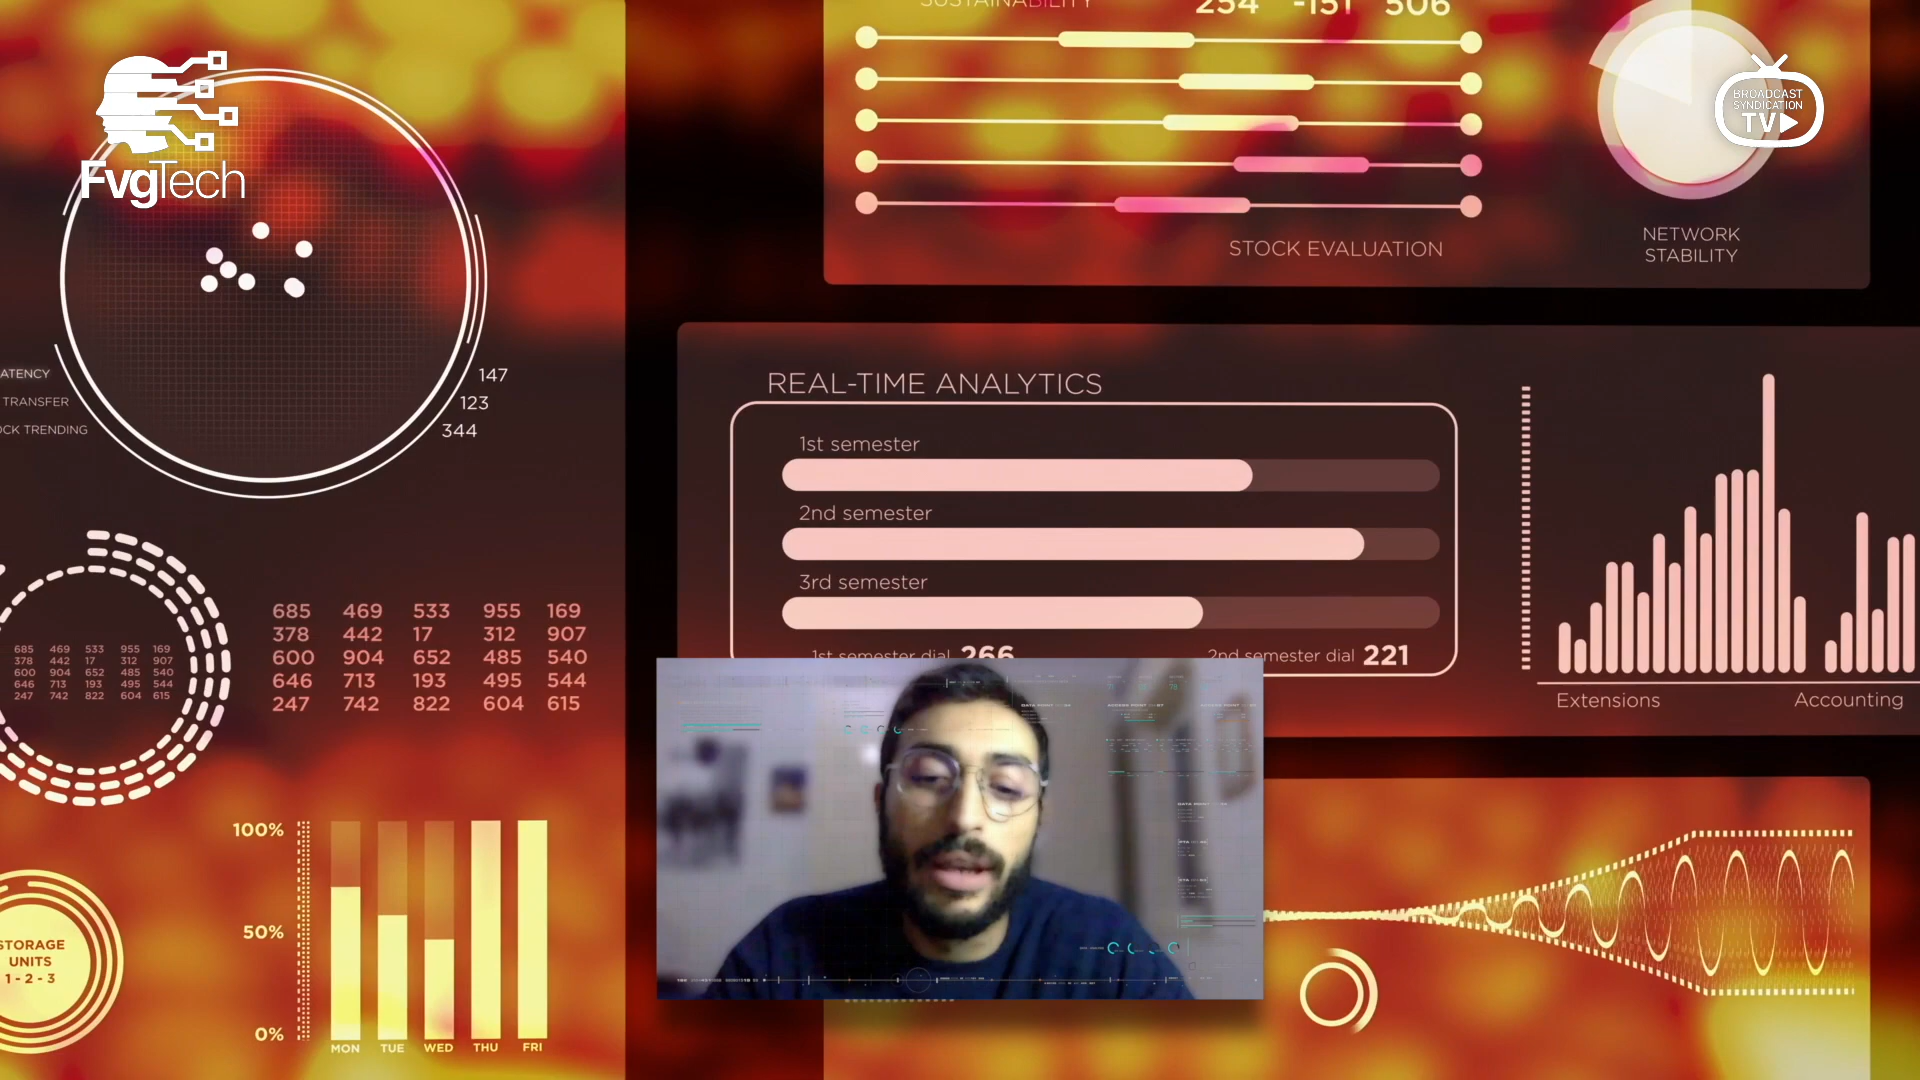 SUSTAINABILITY
254 -151 506
BROADCAST
SYNDICATION
TV
FvgTech
STOCK EVALUATION
NETWORK
STABILITY
ATENCY
147
TRANSFER
123
OCK TRENDING
344
REAL-TIME ANALYTICS
1st semester
2nd semester
3rd semester
1st semester dial 266
2nd semester dial 221
Extensions
Accounting
685 469 533 955 169
378 442 17 312 907
600 904 652 485 540
646 713 193 495 544
247 742 822 604 615
685 469 533 955 169
378 442 17 312 907
600 904 652 485 540
646 713 193 495 544
247 742 822 604 615
100%
50%
0%
MON TUE WED THU FRI
STORAGE
UNITS
1 - 2 - 3